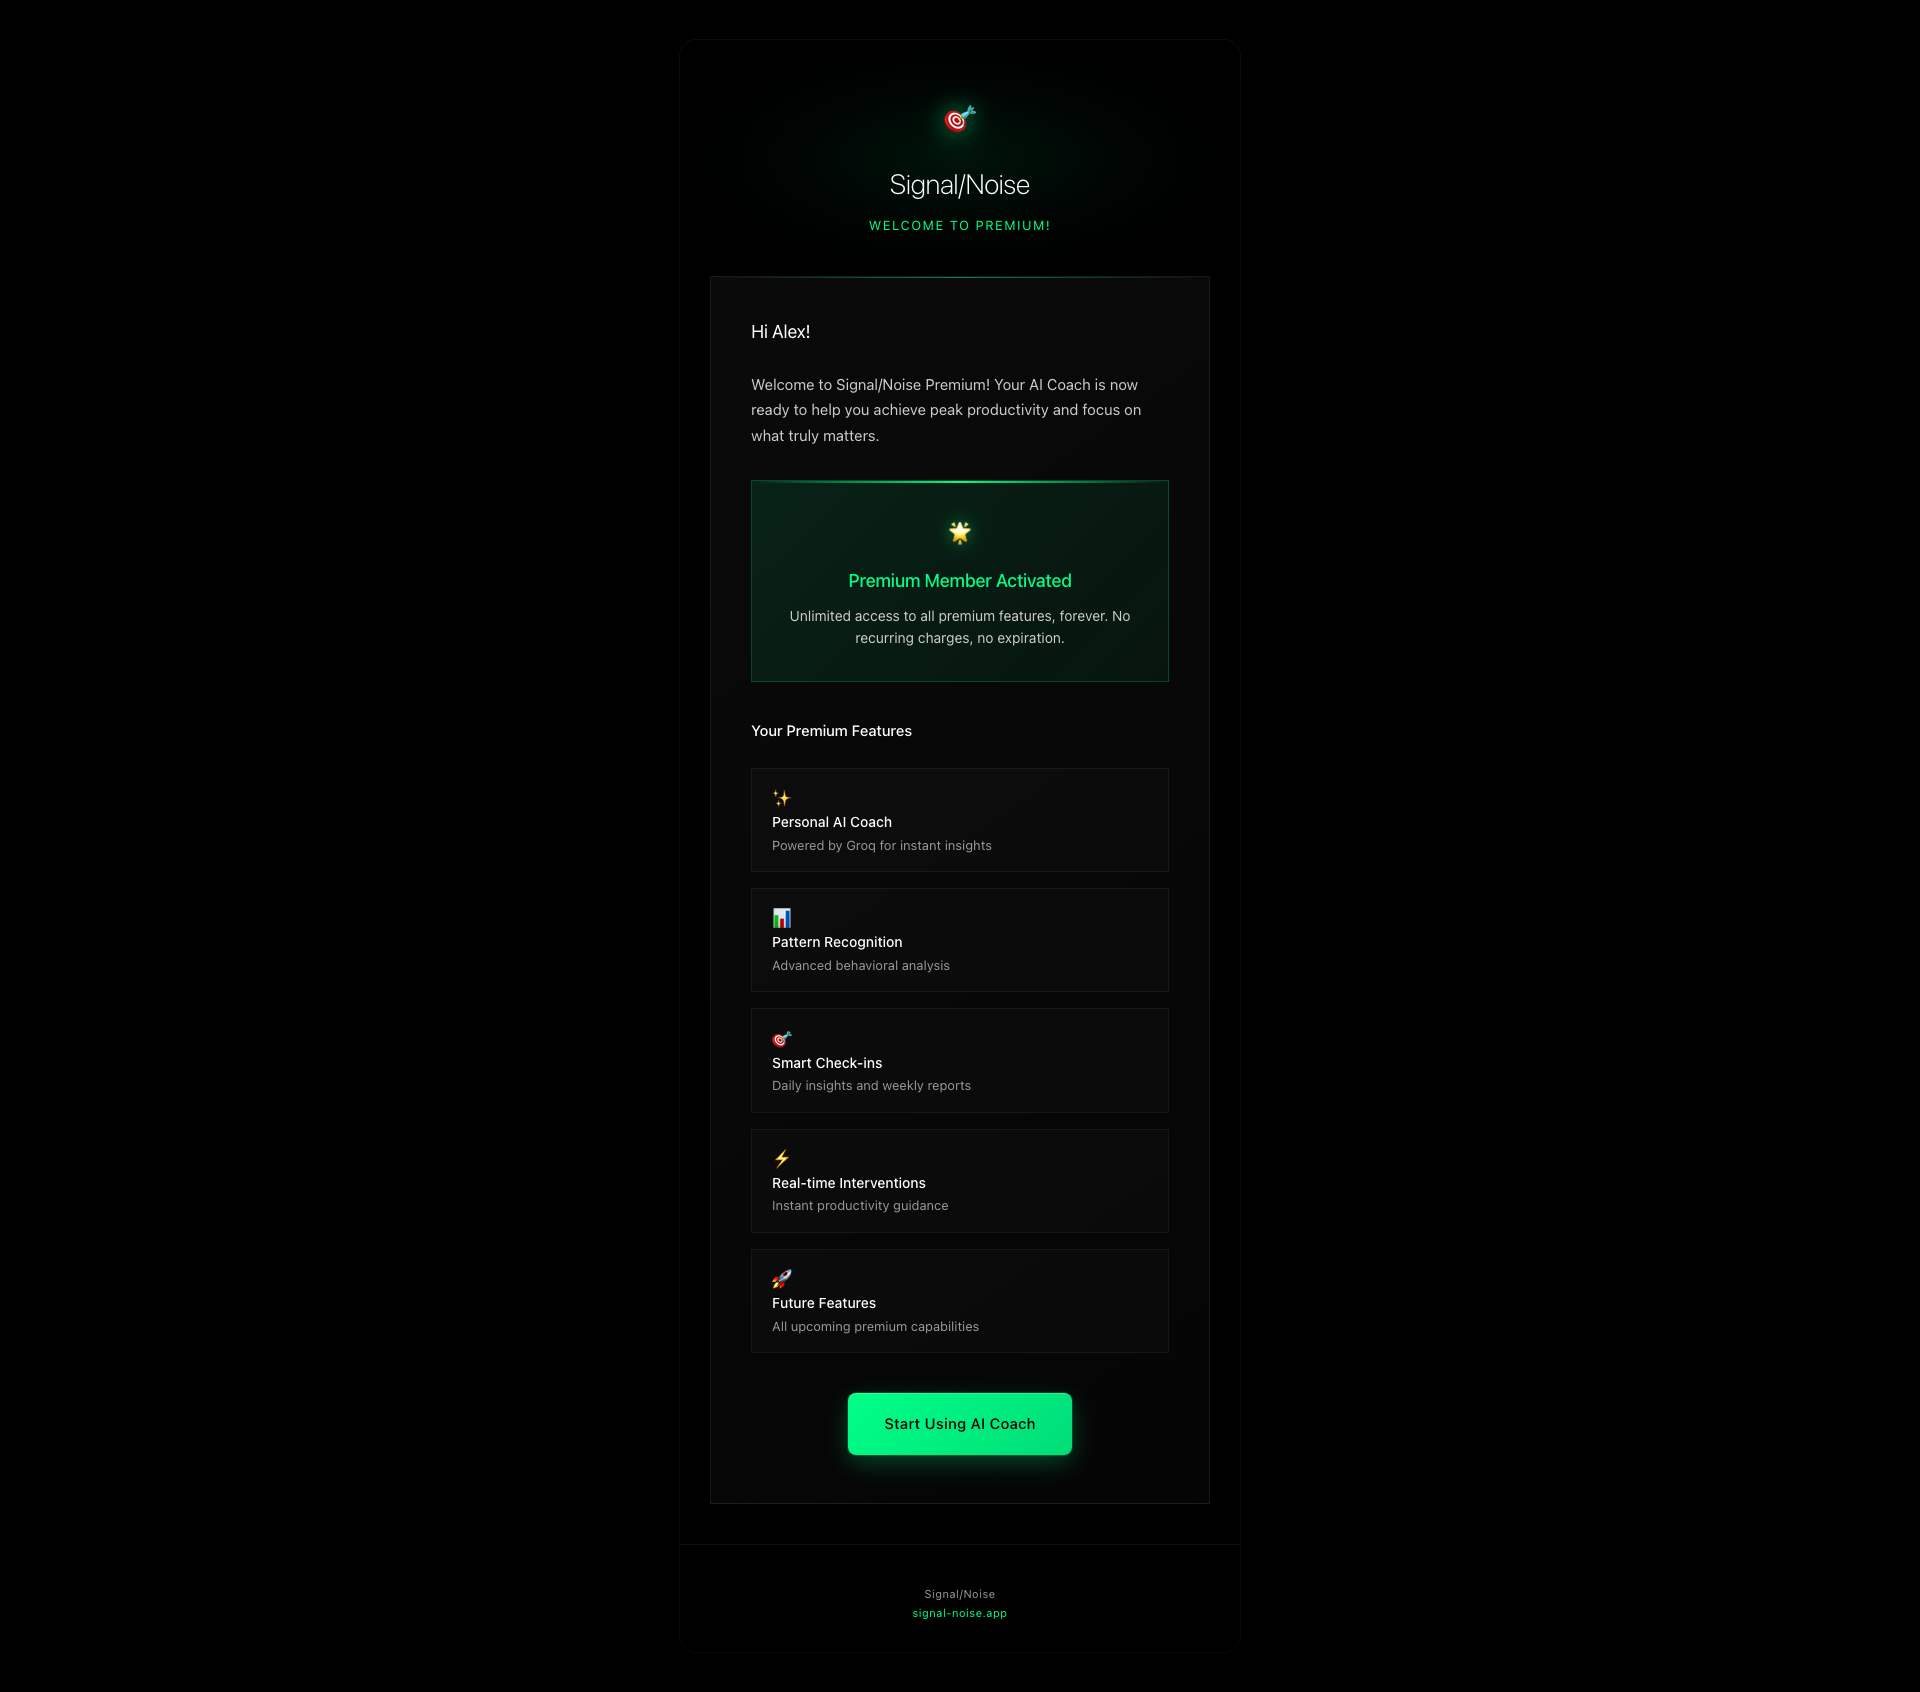 Signal/Noise
WELCOME TO PREMIUM!
Hi Alex!
Welcome to Signal/Noise Premium! Your AI Coach is now
ready to help you achieve peak productivity and focus on
what truly matters.
Premium Member Activated
Unlimited access to all premium features, forever. No
recurring charges, no expiration.
Your Premium Features
Personal AI Coach
Powered by Groq for instant insights
Pattern Recognition
Advanced behavioral analysis
Smart Check-ins
Daily insights and weekly reports
Real-time Interventions
Instant productivity guidance
Future Features
All upcoming premium capabilities
Start Using AI Coach
Signal/Noise
signal-noise.app